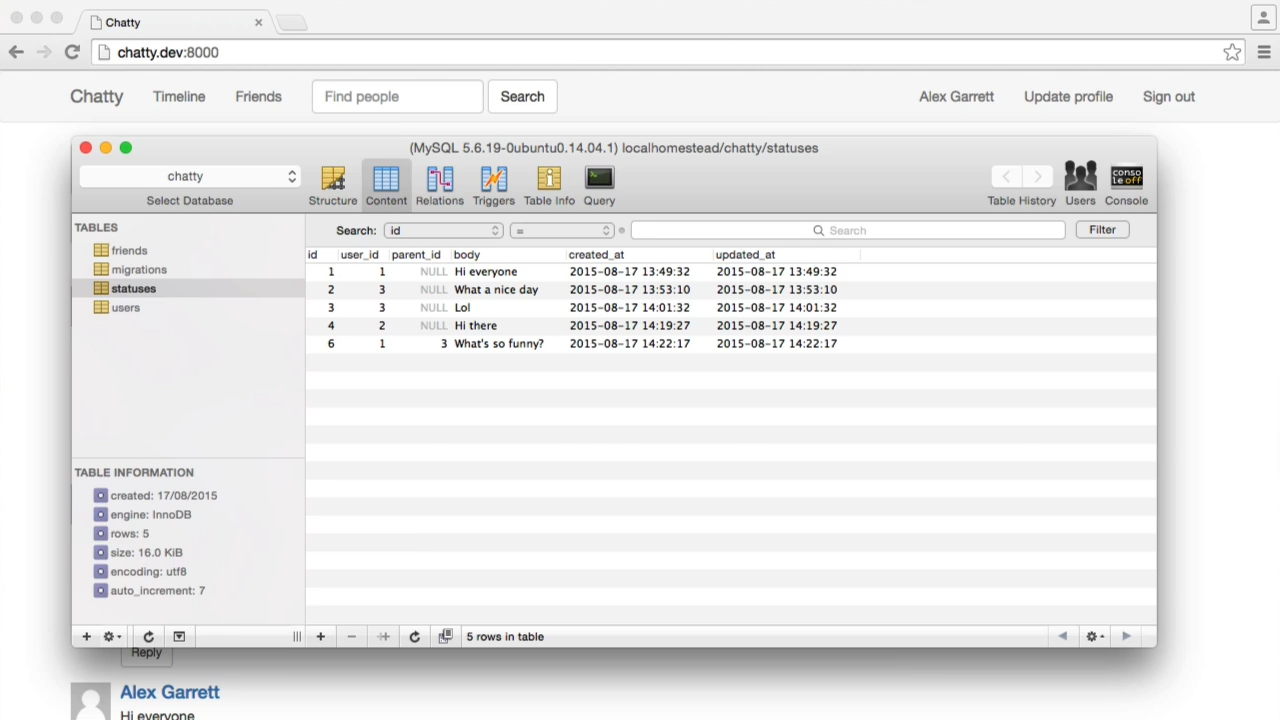 Chatty
chatty.dev:8000
Chatty Timeline Friends Find people Search Alex Garrett Update profile Sign out
(MySQL 5.6.19-0ubuntu0.14.04.1) localhomestead/chatty/statuses
chatty
Select Database Structure Content Relations Triggers Table Info Query Table History Users Console
conso
le off
TABLES
friends
migrations
statuses
users
Search: id = Search Filter
id user_id parent_id body created_at updated_at
1 1 NULL Hi everyone 2015-08-17 13:49:32 2015-08-17 13:49:32
2 3 NULL What a nice day 2015-08-17 13:53:10 2015-08-17 13:53:10
3 3 NULL Lol 2015-08-17 14:01:32 2015-08-17 14:01:32
4 2 NULL Hi there 2015-08-17 14:19:27 2015-08-17 14:19:27
6 1 3 What's so funny? 2015-08-17 14:22:17 2015-08-17 14:22:17
TABLE INFORMATION
created: 17/08/2015
engine: InnoDB
rows: 5
size: 16.0 KiB
encoding: utf8
auto_increment: 7
5 rows in table
Reply
Alex Garrett
Hi everyone